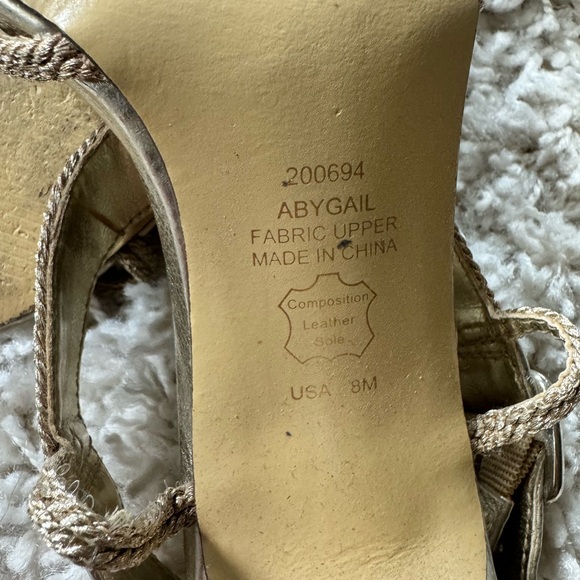 200694
ABYGAIL
FABRIC UPPER
MADE IN CHINA
Composition
Leather
Sole
USA 8M